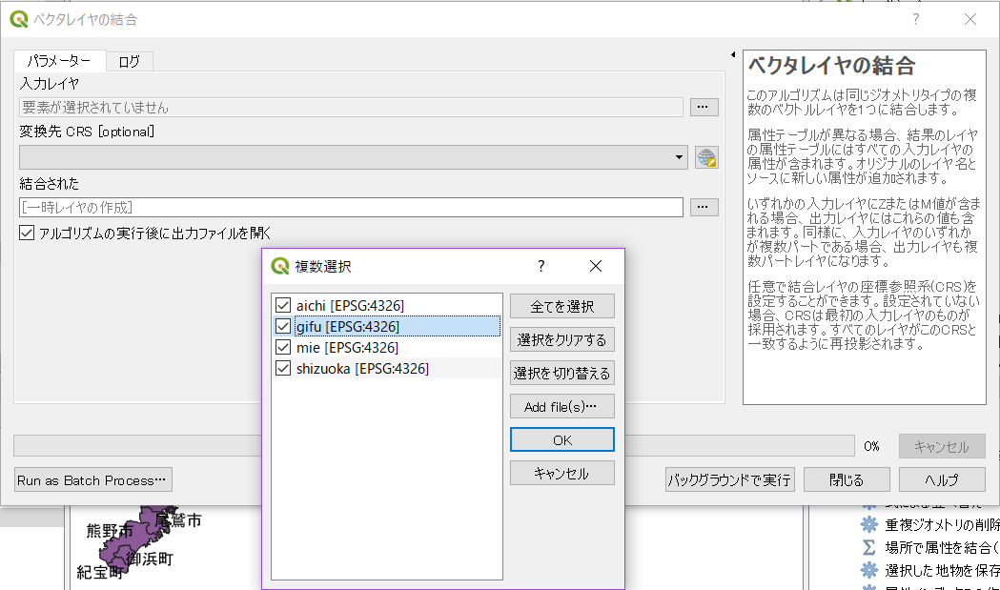 ベクタレイヤの結合
パラメーター
ログ
入力レイヤ
要素が選択されていません
変換先 CRS [optional]
結合された
[一時レイヤの作成]
アルゴリズムの実行後に出力ファイルを開く
ベクタレイヤの結合
このアルゴリズムは同じジオメトリタイプの複
数のベクトルレイヤを1つに結合します。
属性テーブルが異なる場合、結果のレイヤ
の属性テーブルにはすべての入力レイヤの
属性が含まれます。オリジナルのレイヤ名と
ソースに新しい属性が追加されます。
いずれかの入力レイヤにZまたはM値が含ま
れる場合、出力レイヤにはこれらの値も含
まれます。同様に、入力レイヤのいずれか
が複数パートである場合、出力レイヤも複
数パートレイヤになります。
任意で結合レイヤの座標参照系(CRS)を
設定することができます。設定されていない
場合、CRSは最初の入力レイヤのものが
採用されます。すべてのレイヤがこのCRSと
一致するように再投影されます。
複数選択
aichi [EPSG:4326]
gifu [EPSG:4326]
mie [EPSG:4326]
shizuoka [EPSG:4326]
全てを選択
選択をクリアする
選択を切り替える
Add file(s)…
OK
キャンセル
0%
キャンセル
Run as Batch Process…
バックグラウンドで実行
閉じる
ヘルプ
尾鷲市
熊野市
御浜町
紀宝町
重複ジオメトリの削除
場所で属性を結合(
選択した地物を保存